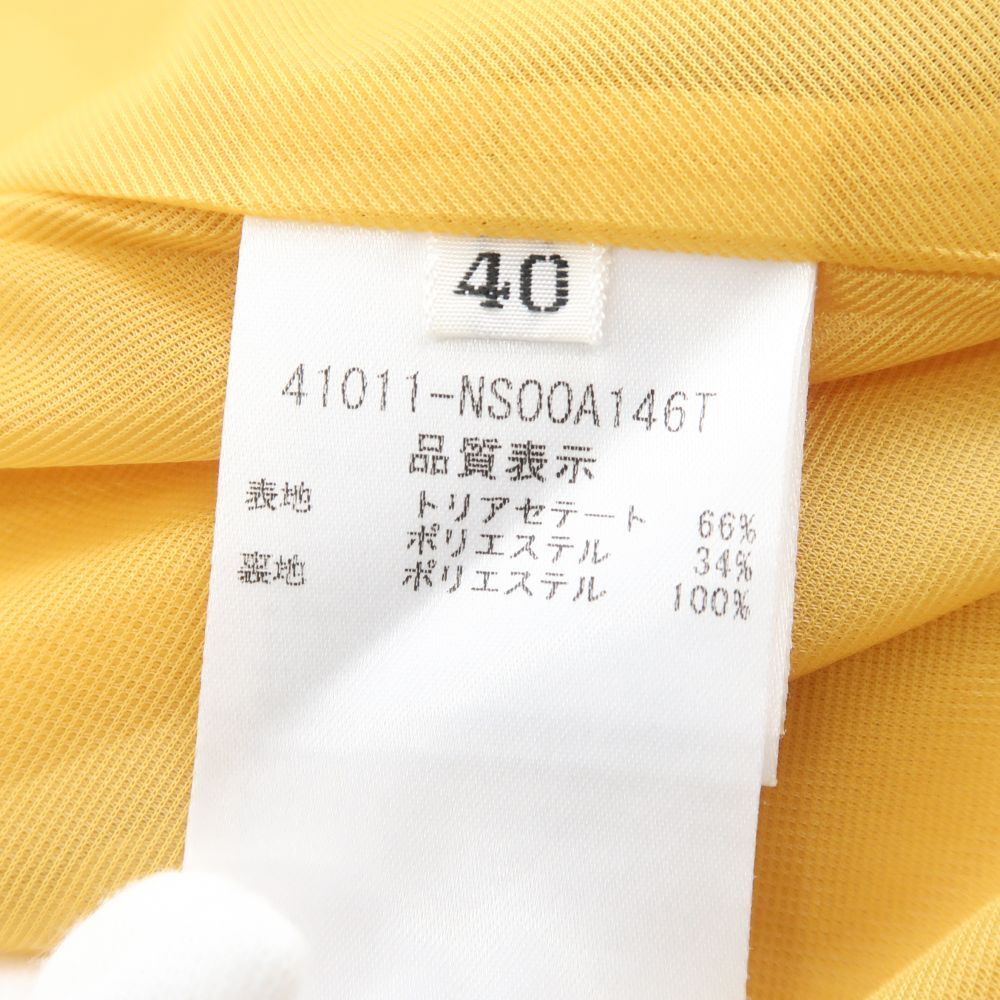 40
41011-NS00A146T
品質表示
表地 トリアセテート 66%
ポリエステル 34%
裏地 ポリエステル 100%